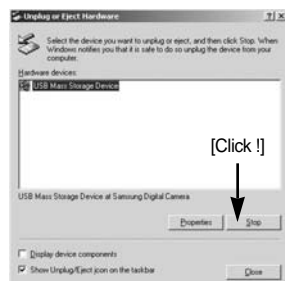 Unplug or Eject Hardware
Select the device you want to unplug or eject, and then click Stop. When
Windows notifies you that it is safe to do so unplug the device from your
computer.
Hardware devices:
USB Mass Storage Device
[Click !]
USB Mass Storage Device at Samsung Digital Camera
Properties
Stop
Display device components
Show Unplug/Eject icon on the taskbar
Close